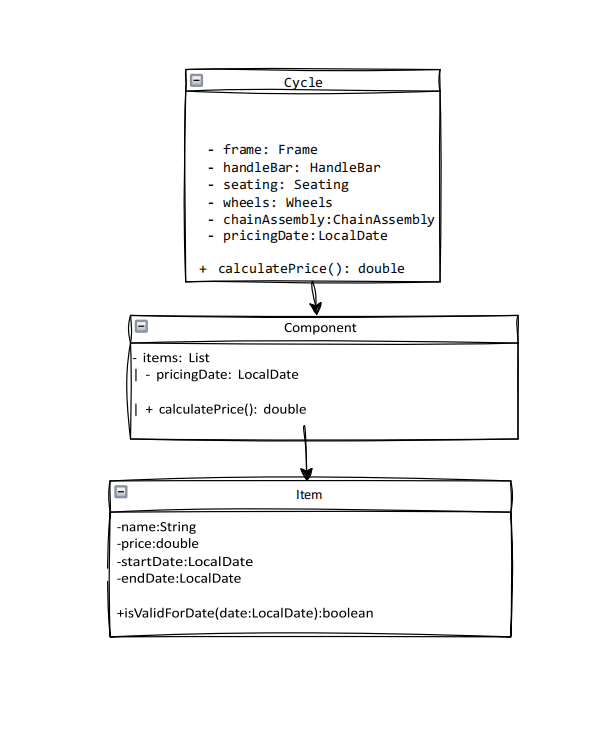 Cycle
- frame: Frame
- handleBar: HandleBar
- seating: Seating
- wheels: Wheels
- chainAssembly:ChainAssembly
- pricingDate:LocalDate
+ calculatePrice(): double
Component
- items: List
| - pricingDate: LocalDate
| + calculatePrice(): double
Item
-name:String
-price:double
-startDate:LocalDate
-endDate:LocalDate
+isValidForDate(date:LocalDate):boolean